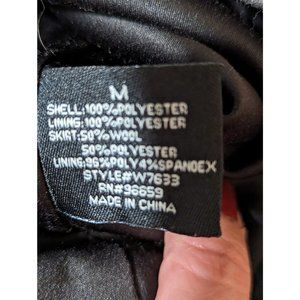 M
SHELL:100%POLYESTER
LINING:100%POLYESTER
SKIRT:50%WOOL
50%POLYESTER
LINING:96%POLY4%SPANDEX
STYLE#W7633
RN#96659
MADE IN CHINA